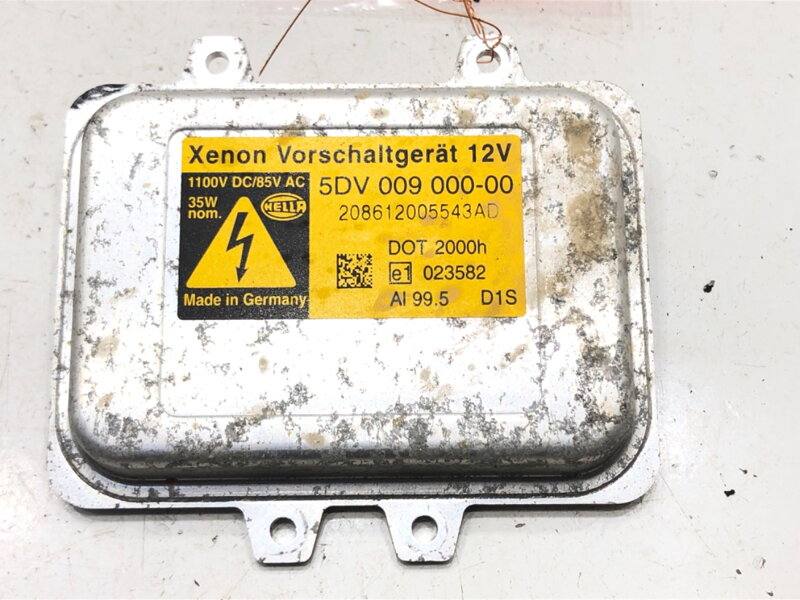 Xenon Vorschaltgerät 12V
1100V DC/85V AC
5DV 009 000-00
35W
nom.
HELLA
208612005543AD
DOT 2000h
e1 023582
Made in Germany
Al 99.5 D1S